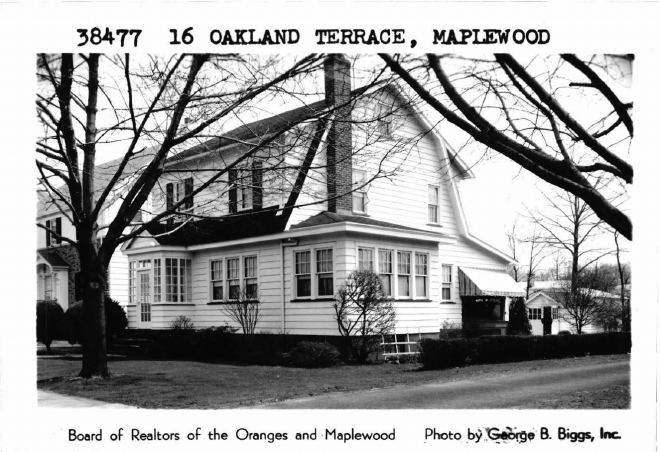 38477 16 OAKLAND TERRACE, MAPLEWOOD
Board of Realtors of the Oranges and Maplewood Photo by George B. Biggs, Inc.